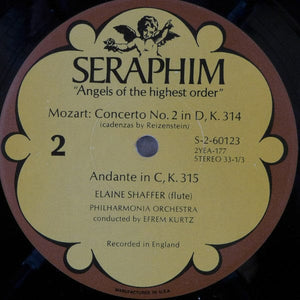 SERAPHIM
"Angels of the highest order"
Mozart: Concerto No. 2 in D, K. 314
(cadenzas by Reizenstein)
2
S-2-60123
2YEA-177
STEREO 33-1/3
Andante in C, K. 315
ELAINE SHAFFER (flute)
PHILHARMONIA ORCHESTRA
conducted by EFREM KURTZ
Recorded in England
MANUFACTURED IN U.S.A.